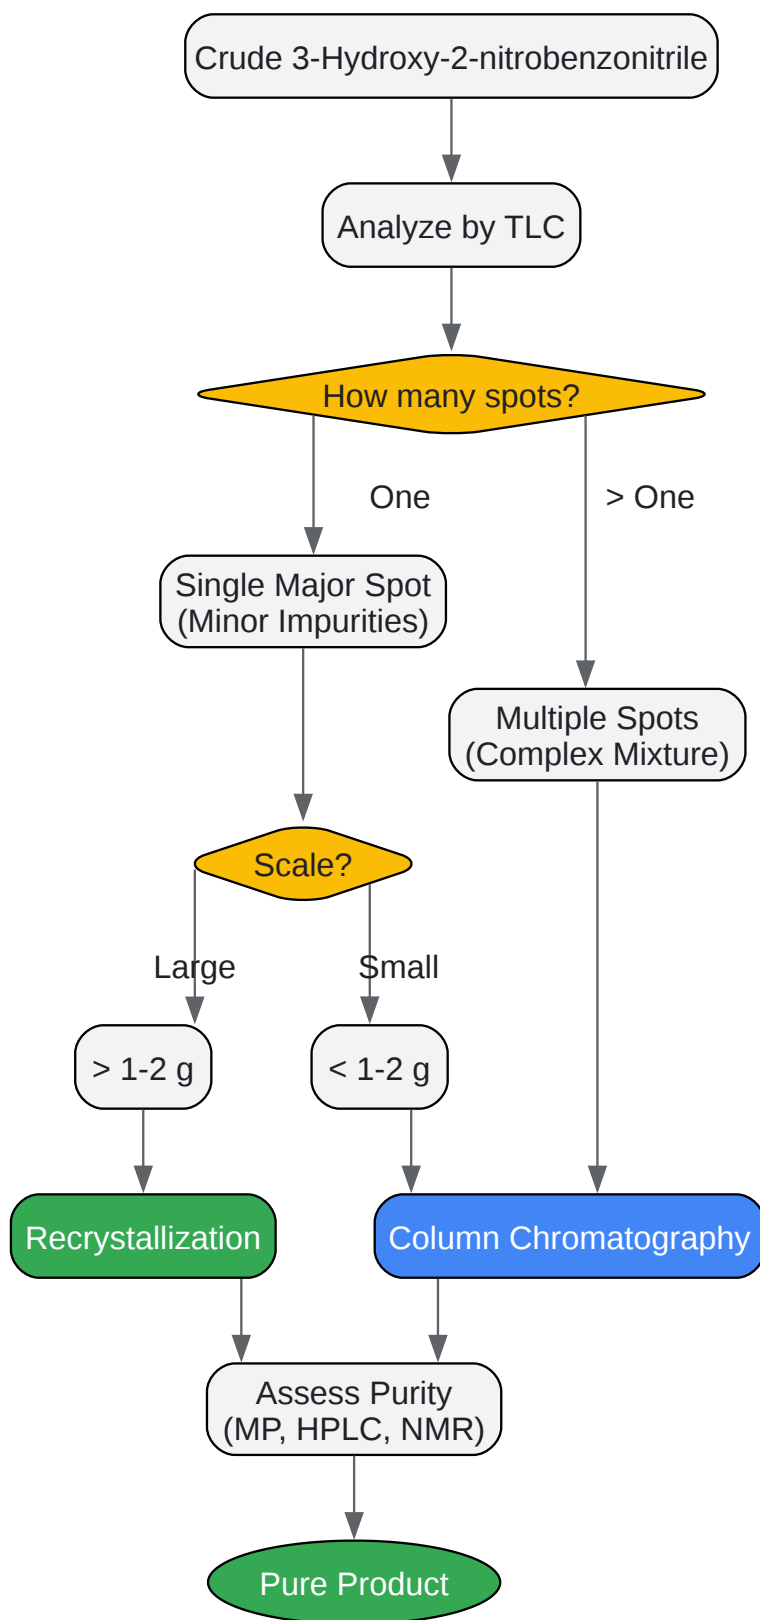 Crude 3-Hydroxy-2-nitrobenzonitrile
Analyze by TLC
How many spots?
One
> One
Single Major Spot
(Minor Impurities)
Multiple Spots
(Complex Mixture)
Scale?
Large
Small
> 1-2 g
< 1-2 g
Recrystallization
Column Chromatography
Assess Purity
(MP, HPLC, NMR)
Pure Product